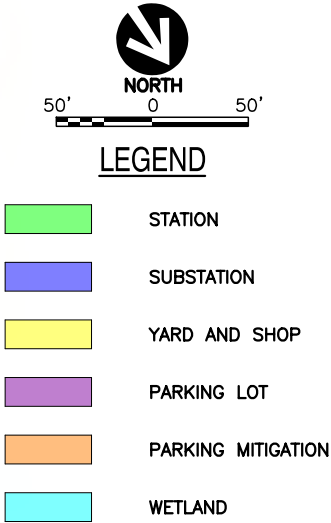 NORTH
50' 0 50'
LEGEND
STATION
SUBSTATION
YARD AND SHOP
PARKING LOT
PARKING MITIGATION
WETLAND